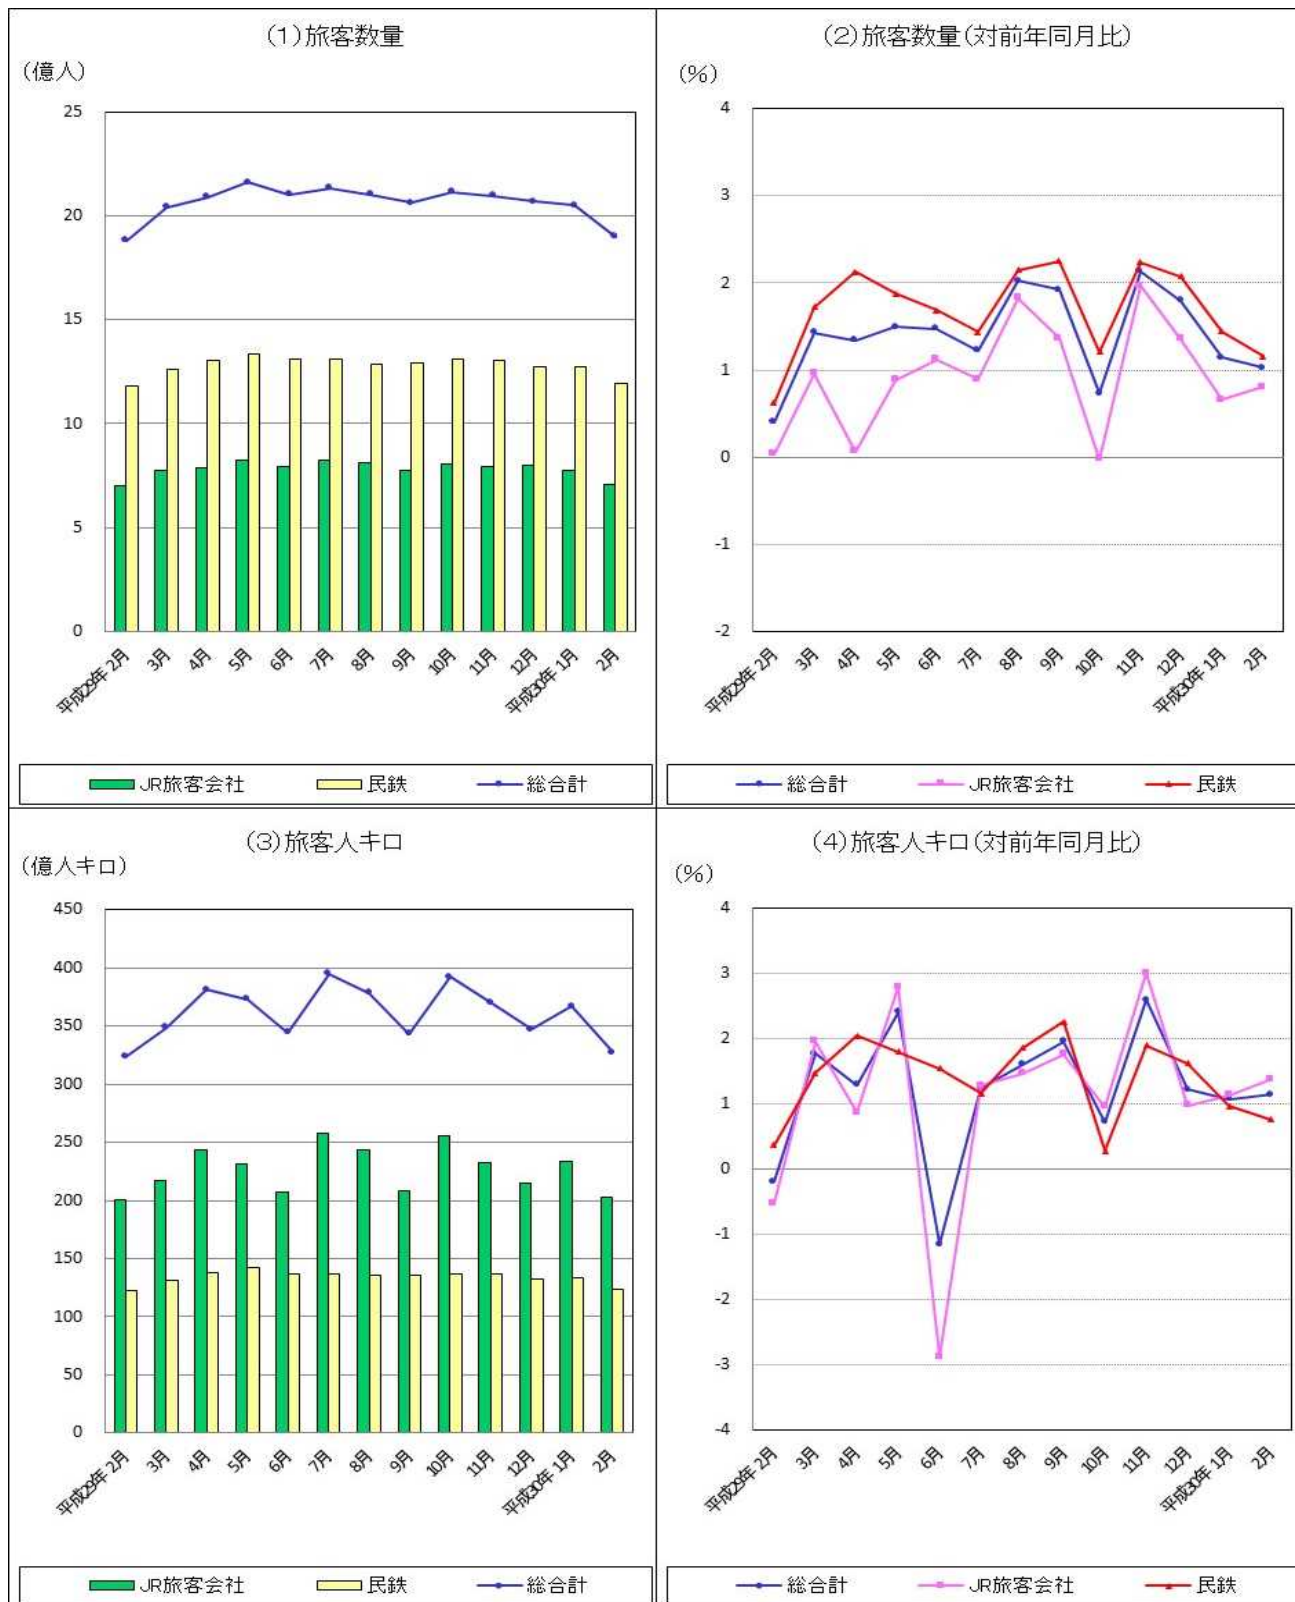 (1)旅客数量
(億人)
25
20
15
10
5
0
平成29年 2月
3月
4月
5月
6月
7月
8月
9月
10月
11月
12月
平成30年 1月
2月
JR旅客会社 民鉄 総合計
(2)旅客数量(対前年同月比)
(%)
4
3
2
1
0
-1
-2
平成29年 2月
3月
4月
5月
6月
7月
8月
9月
10月
11月
12月
平成30年 1月
2月
総合計 JR旅客会社 民鉄
(3)旅客人キロ
(億人キロ)
450
400
350
300
250
200
150
100
50
0
平成29年 2月
3月
4月
5月
6月
7月
8月
9月
10月
11月
12月
平成30年 1月
2月
JR旅客会社 民鉄 総合計
(4)旅客人キロ(対前年同月比)
(%)
4
3
2
1
0
-1
-2
-3
-4
平成29年 2月
3月
4月
5月
6月
7月
8月
9月
10月
11月
12月
平成30年 1月
2月
総合計 JR旅客会社 民鉄